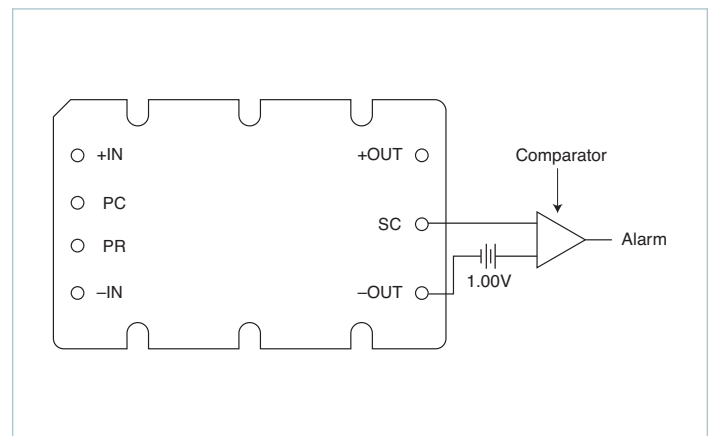 +IN
+OUT
Comparator
PC
SC
Alarm
PR
–IN
–OUT
1.00V